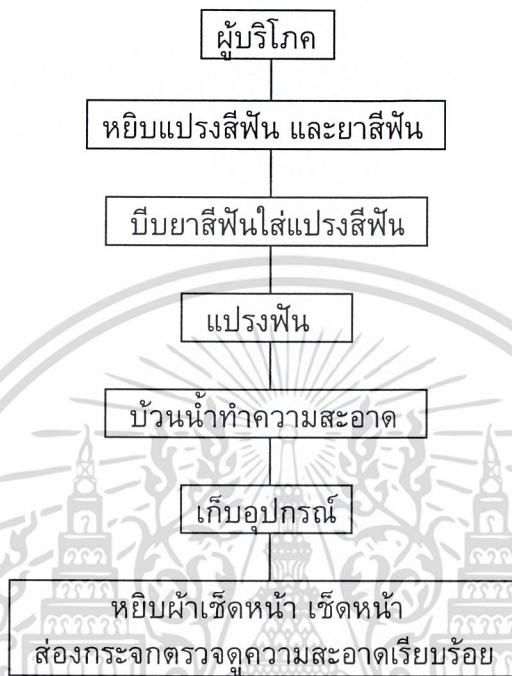 ผู้บริโภค
หยิบแปรงสีฟัน และยาสีฟัน
บีบยาสีฟันใส่แปรงสีฟัน
แปรงฟัน
บ้วนน้ำทำความสะอาด
เก็บอุปกรณ์
หยิบผ้าเช็ดหน้า เช็ดหน้า
ส่องกระจกตรวจดูความสะอาดเรียบร้อย